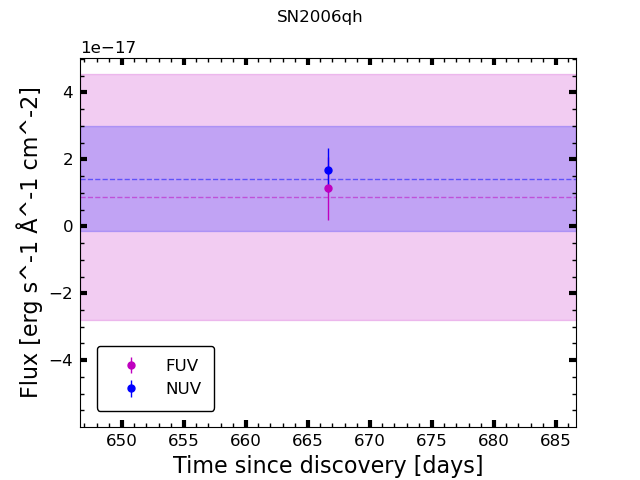 SN2006qh
1e−17
4
2
0
−2
−4
Flux [erg s^-1 Å^-1 cm^-2]
FUV
NUV
650 655 660 665 670 675 680 685
Time since discovery [days]